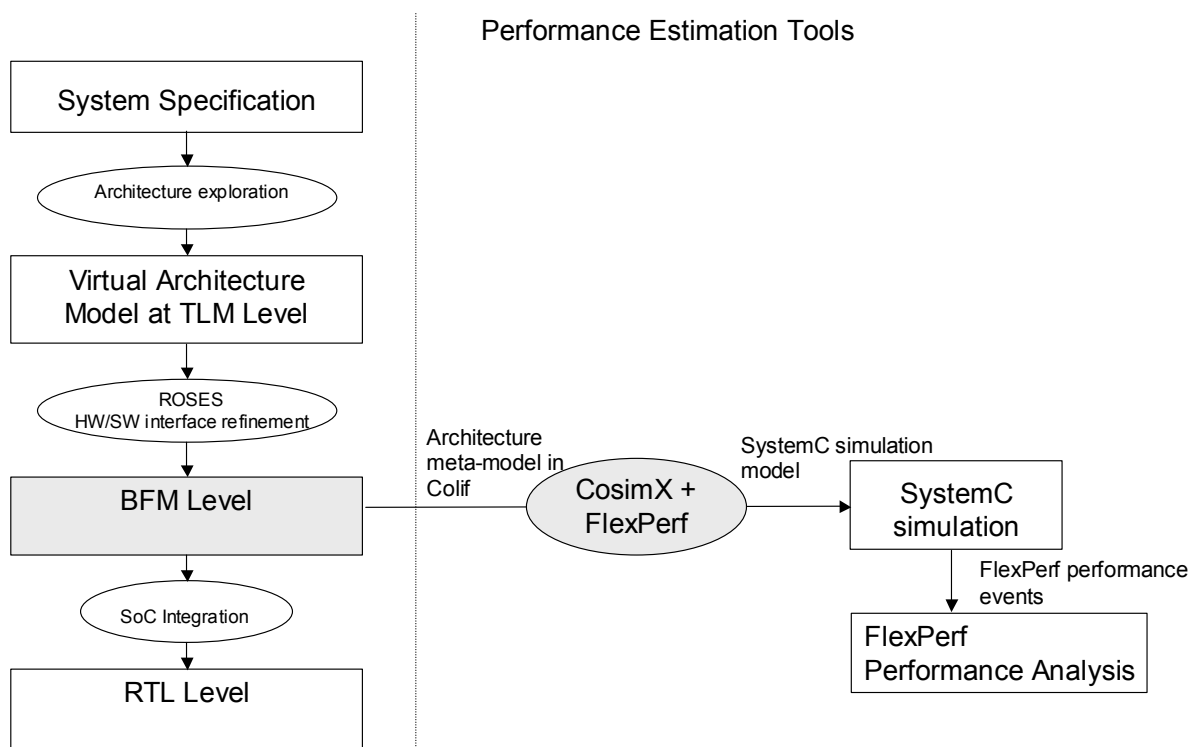 Performance Estimation Tools
System Specification
Architecture exploration
Virtual Architecture
Model at TLM Level
ROSES
HW/SW interface refinement
BFM Level
SoC Integration
RTL Level
Architecture
meta-model in
Colif
CosimX +
FlexPerf
SystemC simulation
model
SystemC
simulation
FlexPerf performance
events
FlexPerf
Performance Analysis